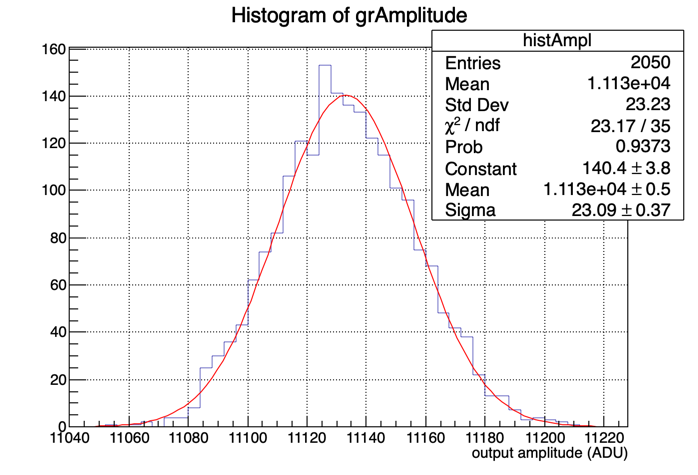 Histogram of grAmplitude
histAmpl
Entries 2050
Mean 1.113e+04
Std Dev 23.23
χ² / ndf 23.17 / 35
Prob 0.9373
Constant 140.4 ± 3.8
Mean 1.113e+04 ± 0.5
Sigma 23.09 ± 0.37
160
140
120
100
80
60
40
20
0
11040 11060 11080 11100 11120 11140 11160 11180 11200 11220
output amplitude (ADU)